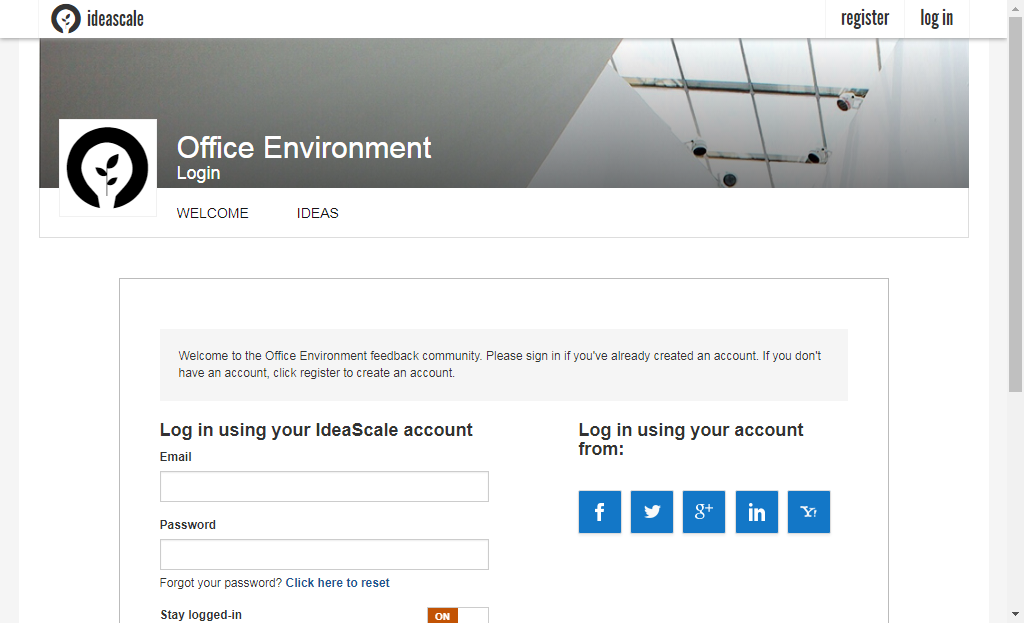 ideascale
register
log in
Office Environment
Login
WELCOME
IDEAS
Welcome to the Office Environment feedback community. Please sign in if you've already created an account. If you don't
have an account, click register to create an account.
Log in using your IdeaScale account
Email
Password
Forgot your password? Click here to reset
Stay logged-in
ON
Log in using your account
from:
f
g+
in
Y!